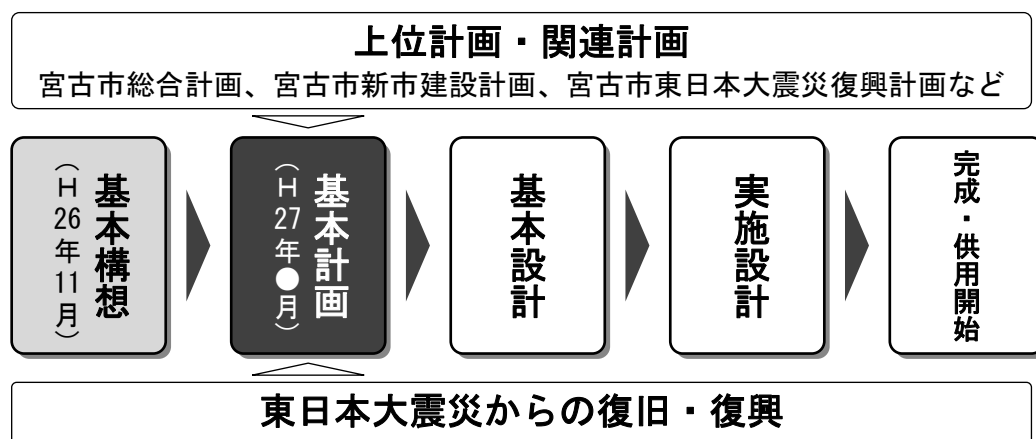 上位計画・関連計画
宮古市総合計画、宮古市新市建設計画、宮古市東日本大震災復興計画など
基本構想
（H26年11月）
基本計画
（H27年●月）
基本設計
実施設計
完成・供用開始
東日本大震災からの復旧・復興